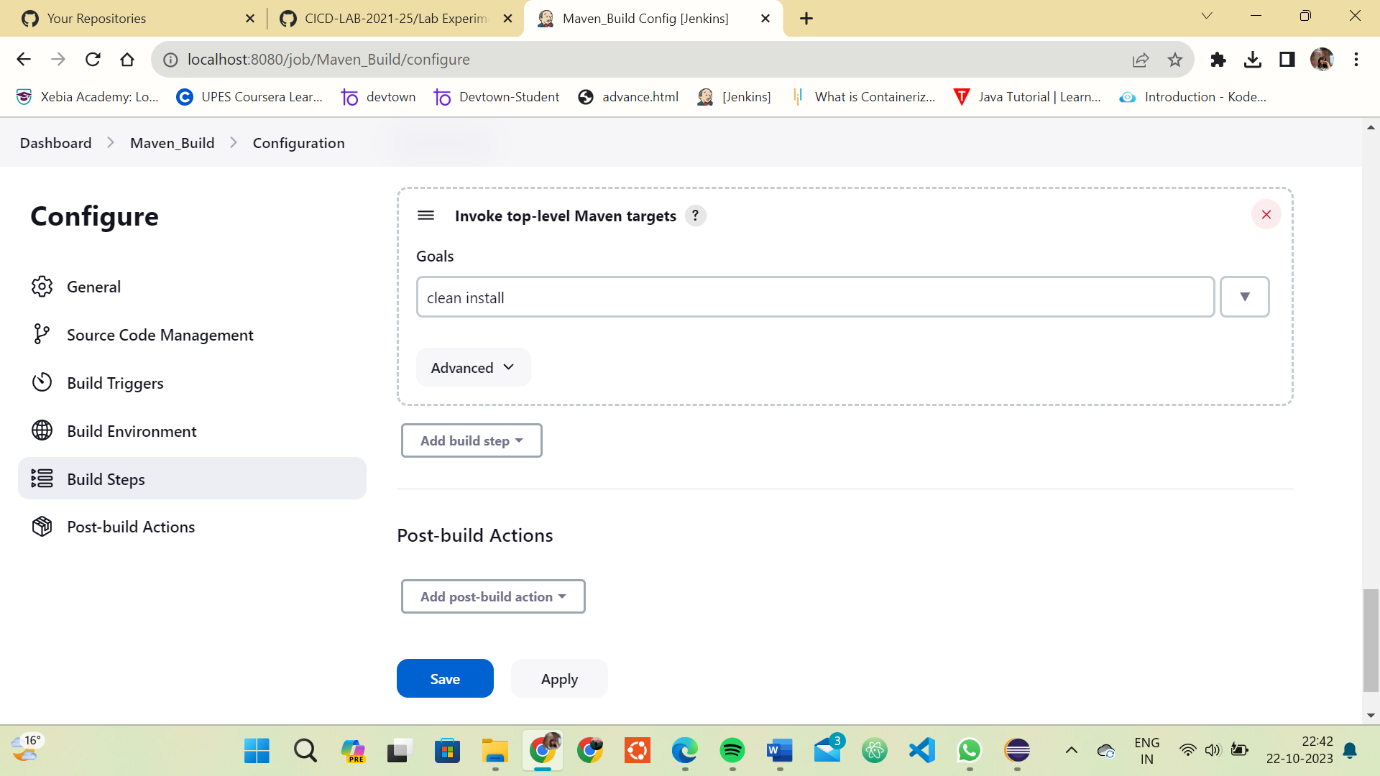 Your Repositories
CICD-LAB-2021-25/Lab Experim
Maven_Build Config [Jenkins]
localhost:8080/job/Maven_Build/configure
Xebia Academy: Lo...
UPES Coursera Lear...
devtown
Devtown-Student
advance.html
[Jenkins]
What is Containeriz...
Java Tutorial | Learn...
Introduction - Kode...
Dashboard > Maven_Build > Configuration
Configure
General
Source Code Management
Build Triggers
Build Environment
Build Steps
Post-build Actions
Invoke top-level Maven targets ?
Goals
clean install
Advanced
Add build step
Post-build Actions
Add post-build action
Save
Apply
16°
PRE
3
ENG
IN
22:42
22-10-2023